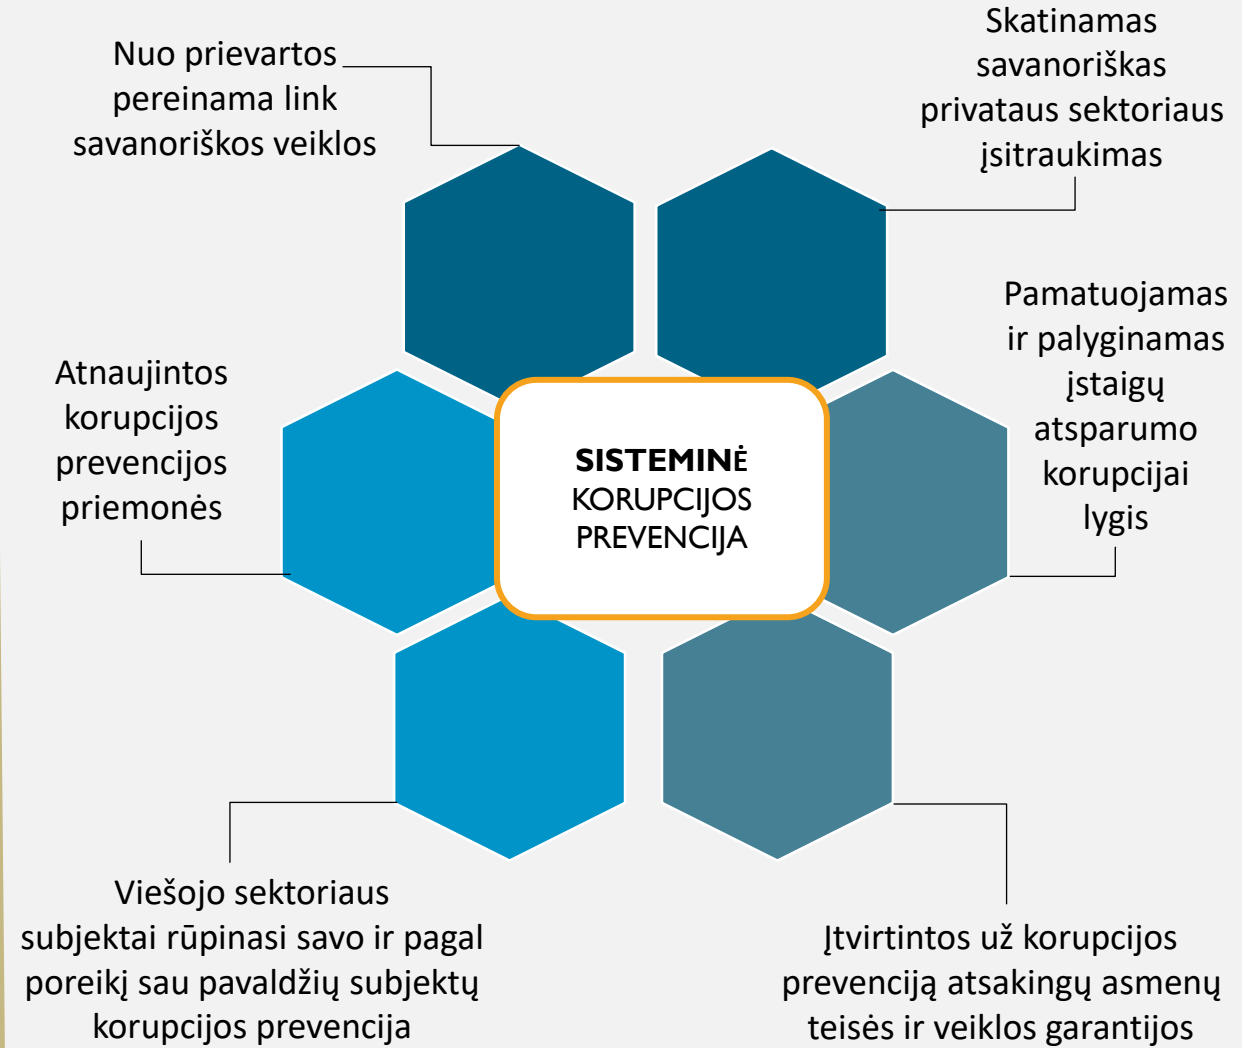 Nuo prievartos
pereinama link
savanoriškos veiklos
Skatinamas
savanoriškas
privataus sektoriaus
įsitraukimas
Atnaujintos
korupcijos
prevencijos
priemonės
SISTEMINĖ
KORUPCIJOS
PREVENCIJA
Pamatuojamas
ir palyginamas
įstaigų
atsparumo
korupcijai
lygis
Viešojo sektoriaus
subjektai rūpinasi savo ir pagal
poreikį sau pavaldžių subjektų
korupcijos prevencija
Įtvirtintos už korupcijos
prevenciją atsakingų asmenų
teisės ir veiklos garantijos